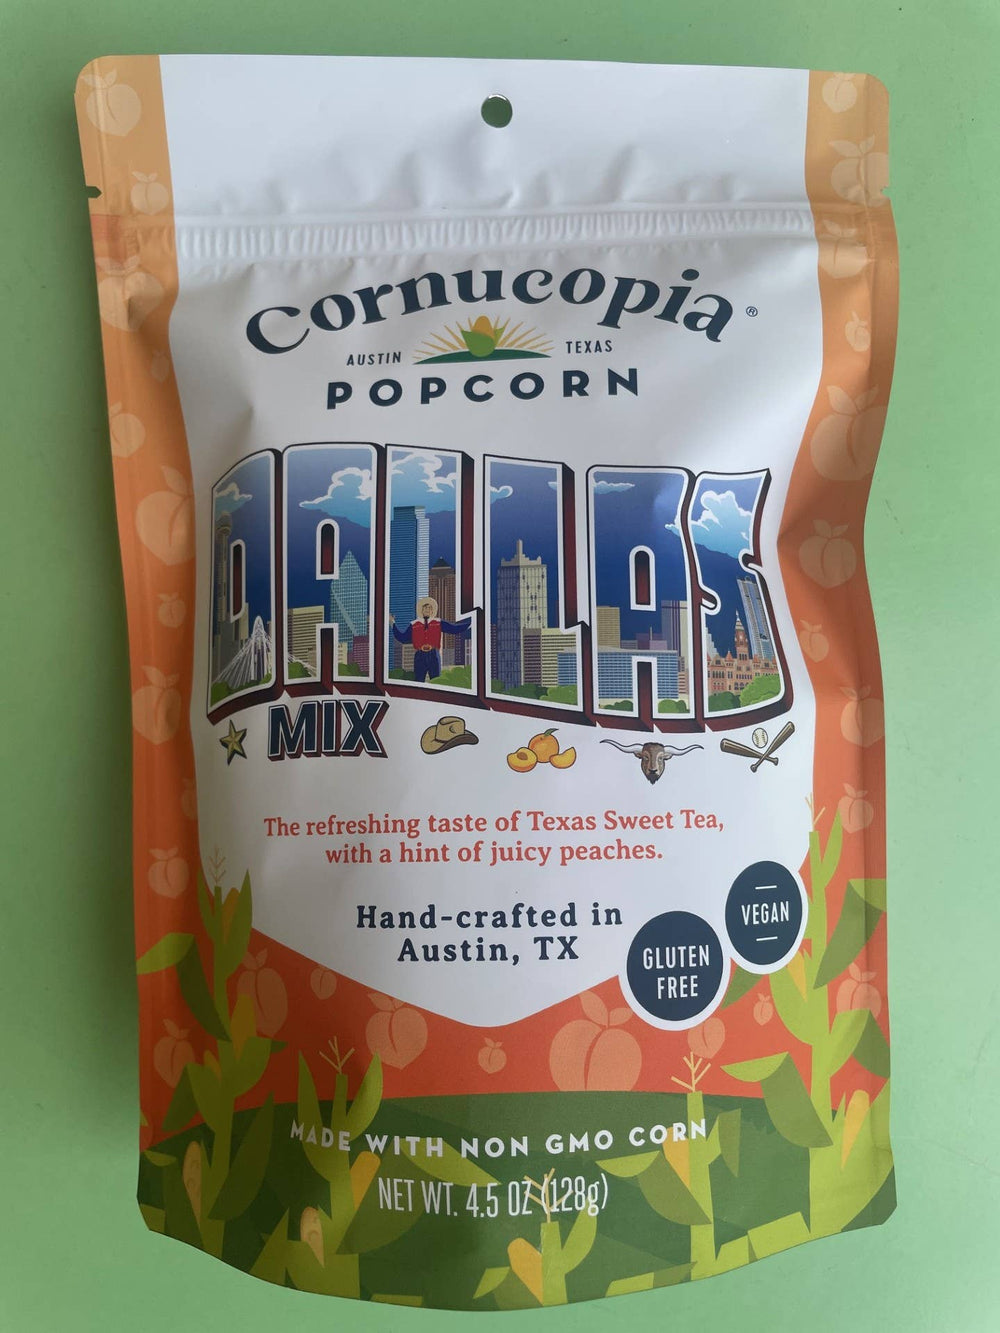 Cornucopia®
AUSTIN TEXAS
POPCORN
DALLAS
MIX
The refreshing taste of Texas Sweet Tea,
with a hint of juicy peaches.
Hand-crafted in
Austin, TX
GLUTEN
FREE
VEGAN
MADE WITH NON GMO CORN
NET WT. 4.5 OZ (128g)